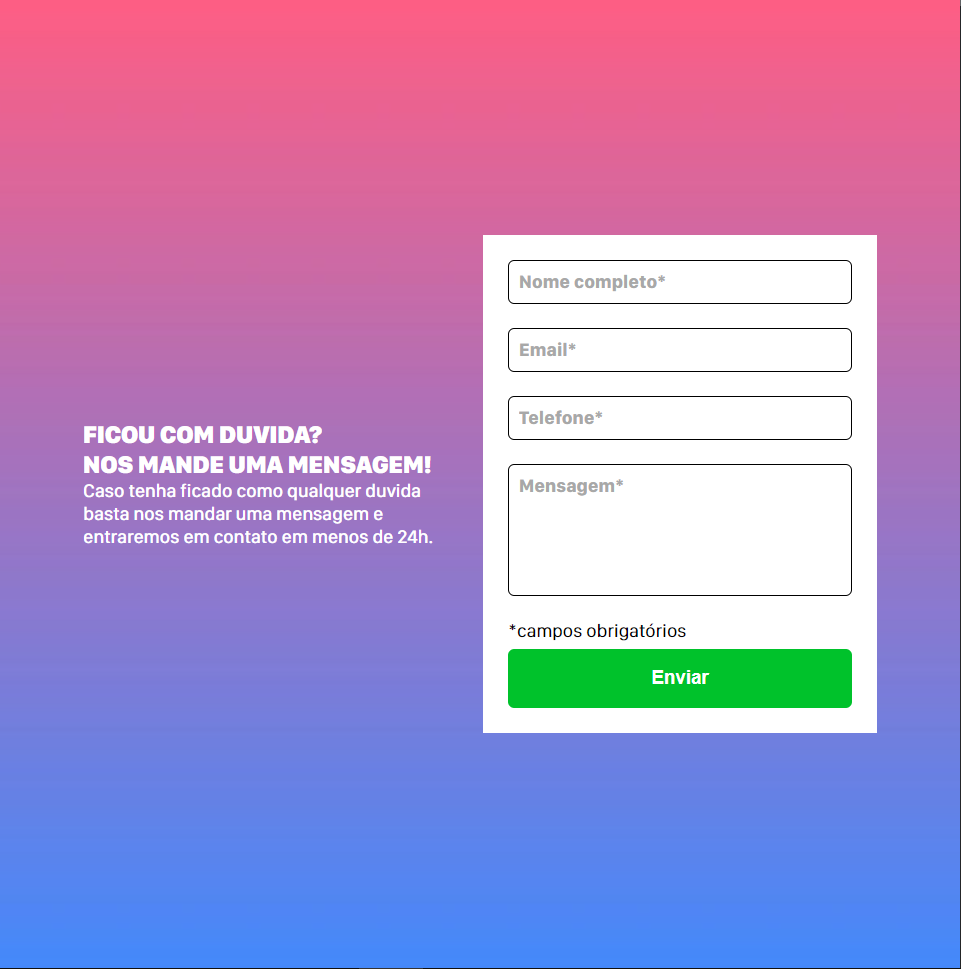 FICOU COM DUVIDA?
NOS MANDE UMA MENSAGEM!
Caso tenha ficado como qualquer duvida
basta nos mandar uma mensagem e
entraremos em contato em menos de 24h.
Nome completo*
Email*
Telefone*
Mensagem*
*campos obrigatórios
Enviar